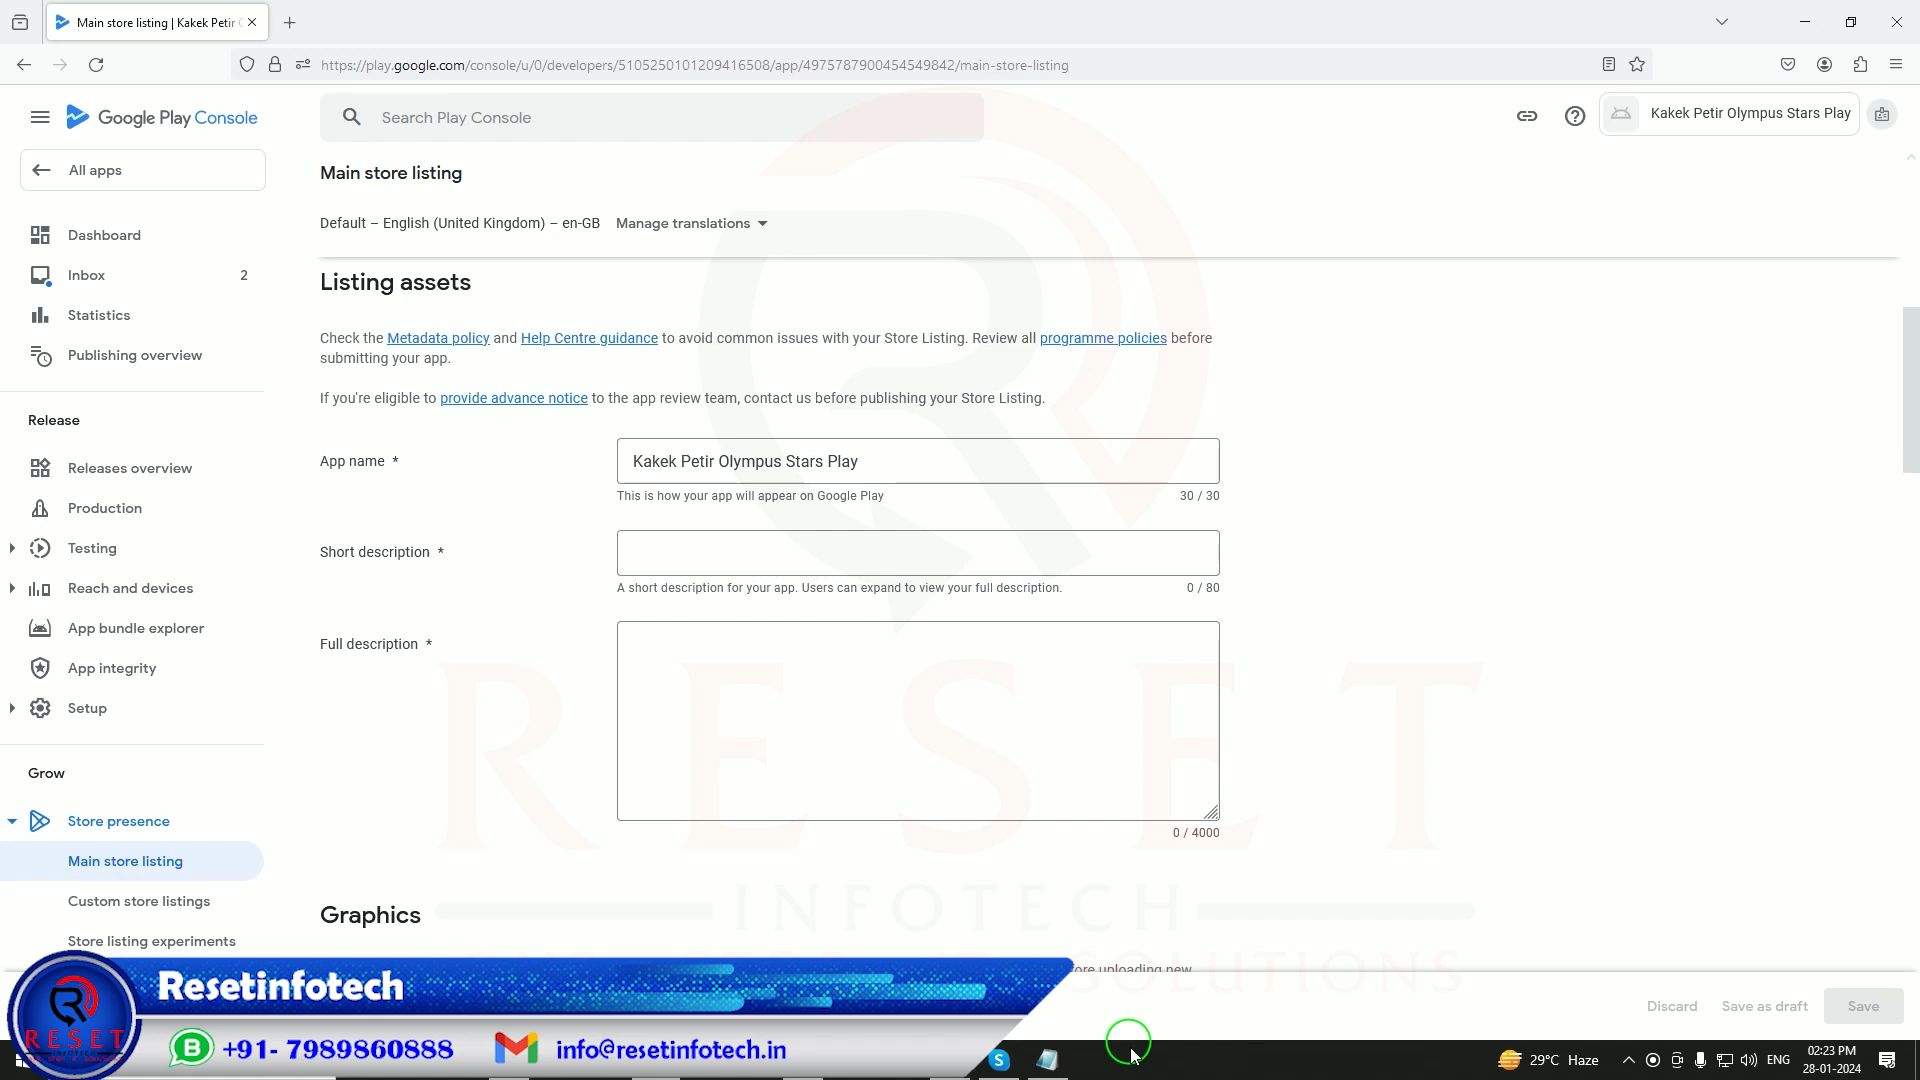 Main store listing | Kakek Petir
https://play.google.com/console/u/0/developers/5105250101209416508/app/4975787900454549842/main-store-listing
Google Play Console
Search Play Console
Kakek Petir Olympus Stars Play
All apps
Main store listing
Default – English (United Kingdom) – en-GB Manage translations
Dashboard
Inbox 2
Statistics
Publishing overview
Release
Releases overview
Production
Testing
Reach and devices
App bundle explorer
App integrity
Setup
Grow
Store presence
Main store listing
Custom store listings
Store listing experiments
Listing assets
Check the Metadata policy and Help Centre guidance to avoid common issues with your Store Listing. Review all programme policies before
submitting your app.
If you're eligible to provide advance notice to the app review team, contact us before publishing your Store Listing.
App name *
Kakek Petir Olympus Stars Play
This is how your app will appear on Google Play 30 / 30
Short description *
A short description for your app. Users can expand to view your full description. 0 / 80
Full description *
0 / 4000
Graphics
uploading new
RESET
INFOTECH
SOLUTIONS
Discard Save as draft Save
Resetinfotech
RESET
INFOTECH
+91- 7989860888 info@resetinfotech.in
29°C Haze
ENG
02:23 PM
28-01-2024